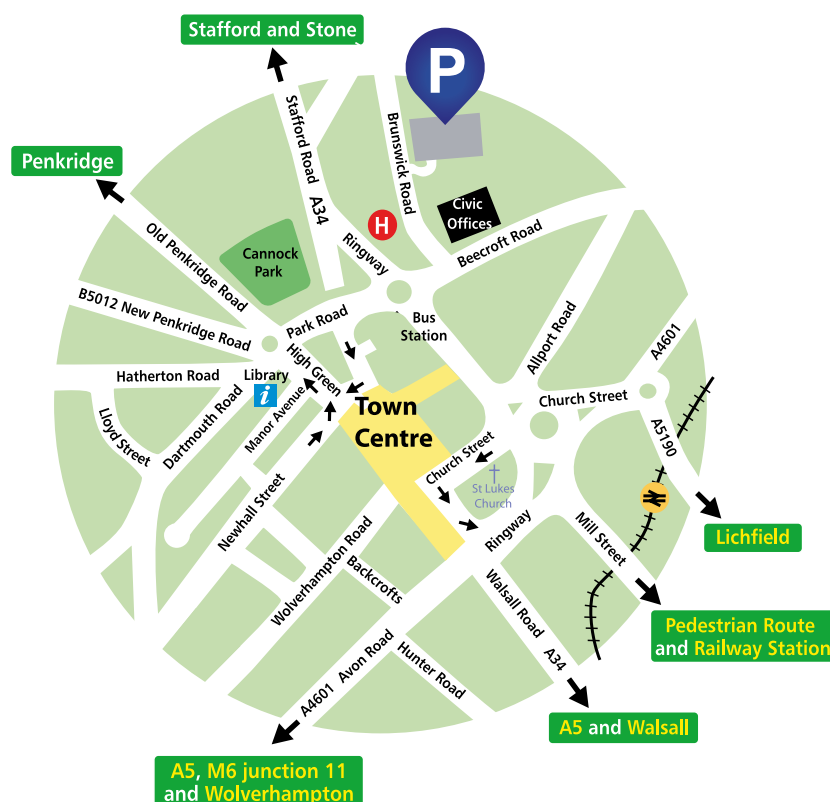 Stafford and Stone
P
Penkridge
Stafford Road A34
Brunswick Road
H
Civic
Offices
Old Penkridge Road
Cannock
Park
Ringway
Beecroft Road
B5012 New Penkridge Road
Park Road
Bus
Station
Allport Road
A4601
High Green
Hatherton Road
Library
i
Manor Avenue
Dartmouth Road
Lloyd Street
Town
Centre
Church Street
A5190
Church Street
St Lukes
Church
Newhall Street
Wolverhampton Road
Backcrofts
Ringway
Mill Street
Lichfield
Walsall Road A34
Pedestrian Route
and Railway Station
A4601 Avon Road
Hunter Road
A5 and Walsall
A5, M6 junction 11
and Wolverhampton